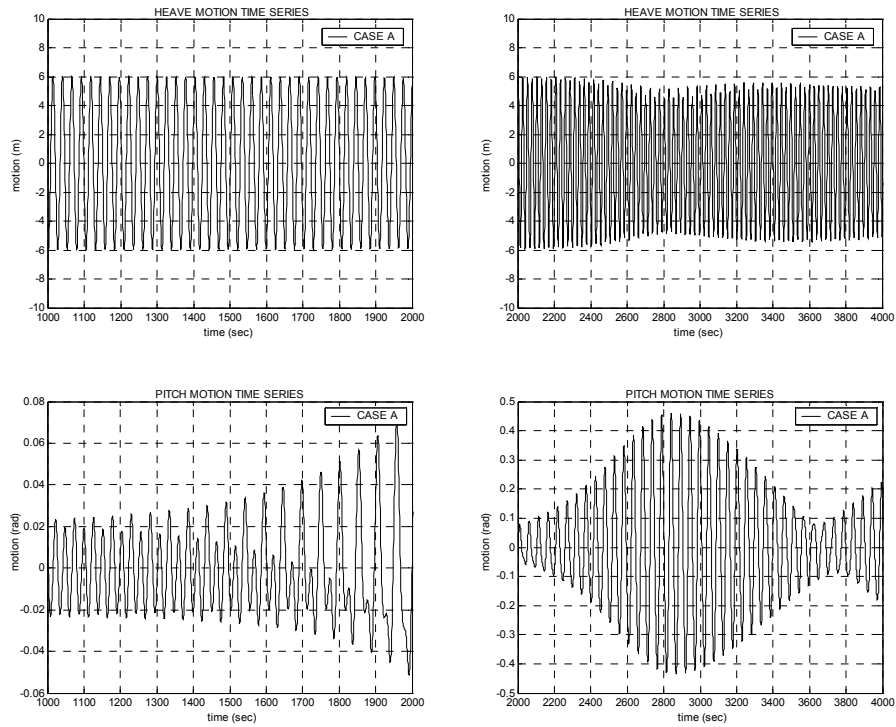 HEAVE MOTION TIME SERIES
CASE A
motion (m)
10
8
6
4
2
0
-2
-4
-6
-8
-10
1000 1100 1200 1300 1400 1500 1600 1700 1800 1900 2000
time (sec)
HEAVE MOTION TIME SERIES
CASE A
motion (m)
10
8
6
4
2
0
-2
-4
-6
-8
-10
2000 2200 2400 2600 2800 3000 3200 3400 3600 3800 4000
time (sec)
PITCH MOTION TIME SERIES
CASE A
motion (rad)
0.08
0.06
0.04
0.02
0
-0.02
-0.04
-0.06
1000 1100 1200 1300 1400 1500 1600 1700 1800 1900 2000
time (sec)
PITCH MOTION TIME SERIES
CASE A
motion (rad)
0.5
0.4
0.3
0.2
0.1
0
-0.1
-0.2
-0.3
-0.4
-0.5
2000 2200 2400 2600 2800 3000 3200 3400 3600 3800 4000
time (sec)